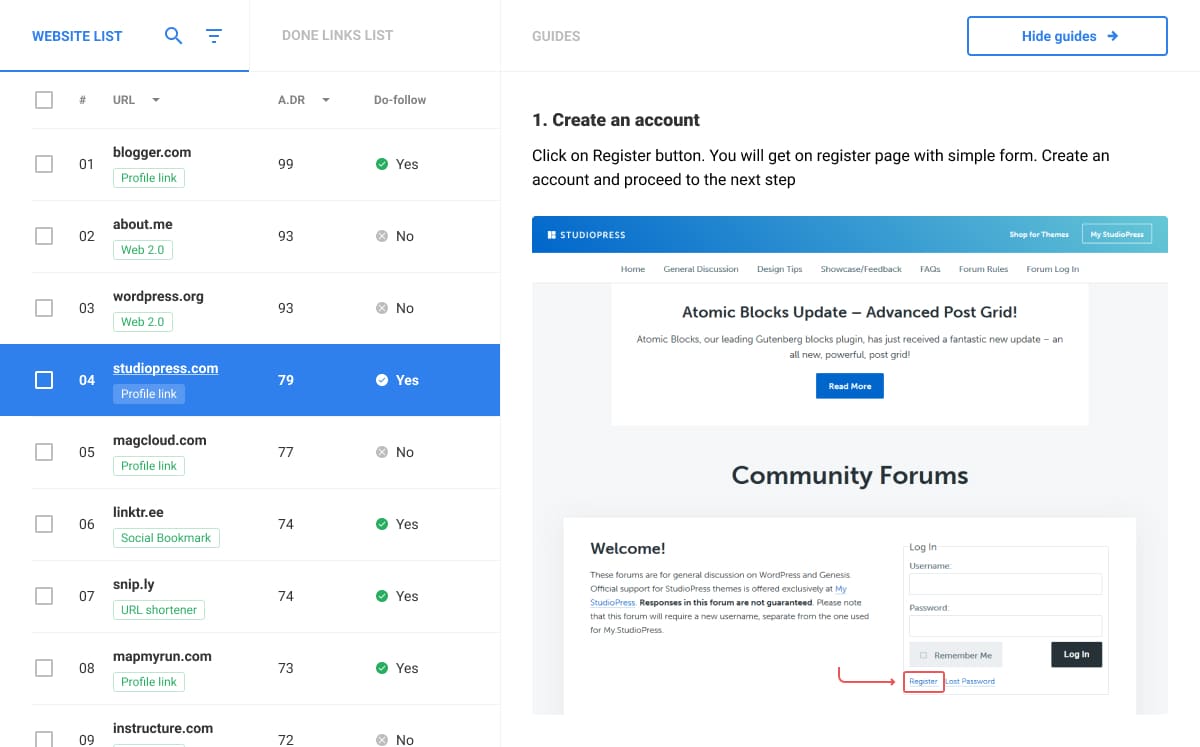 WEBSITE LIST
DONE LINKS LIST
GUIDES
Hide guides
# URL A.DR Do-follow
01 blogger.com 99 Yes
Profile link
02 about.me 93 No
Web 2.0
03 wordpress.org 93 No
Web 2.0
04 studiopress.com 79 Yes
Profile link
05 magcloud.com 77 No
Profile link
06 linktr.ee 74 Yes
Social Bookmark
07 snip.ly 74 Yes
URL shortener
08 mapmyrun.com 73 Yes
Profile link
09 instructure.com 72 No
1. Create an account
Click on Register button. You will get on register page with simple form. Create an
account and proceed to the next step
STUDIOPRESS
Shop for Themes My StudioPress
Home General Discussion Design Tips Showcase/Feedback FAQs Forum Rules Forum Log In
Atomic Blocks Update – Advanced Post Grid!
Atomic Blocks, our leading Gutenberg blocks plugin, has just received a fantastic new update – an
all new, powerful, post grid!
Read More
Community Forums
Welcome!
These forums are for general discussion on WordPress and Genesis.
Official support for StudioPress themes is offered exclusively at My
StudioPress. Responses in this forum are not guaranteed. Please note
that this forum will require a new username, separate from the one used
for My.StudioPress.
Log In
Username:
Password:
Remember Me
Log In
Register Lost Password